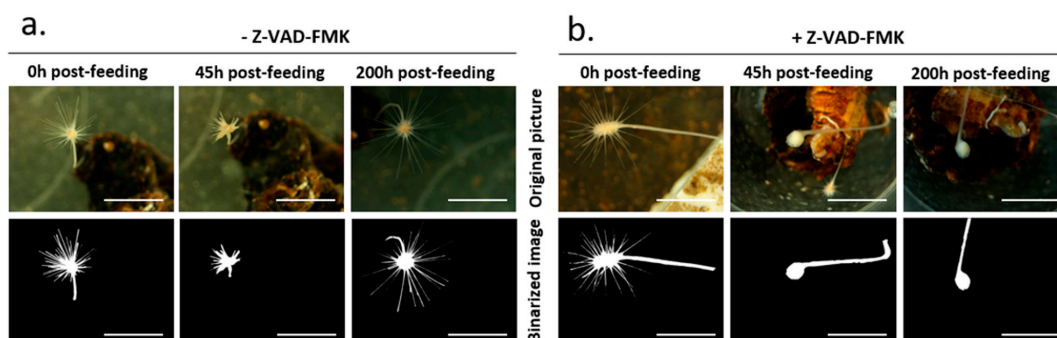 a.
- Z-VAD-FMK
0h post-feeding
45h post-feeding
200h post-feeding
Original picture
Binarized image
b.
+ Z-VAD-FMK
0h post-feeding
45h post-feeding
200h post-feeding